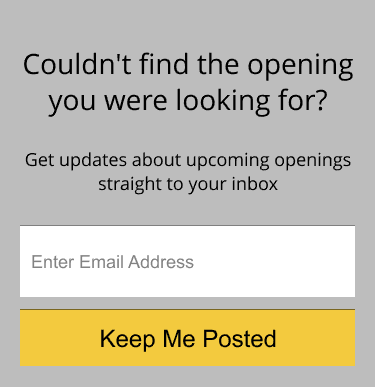 Couldn't find the opening
you were looking for?
Get updates about upcoming openings
straight to your inbox
Enter Email Address
Keep Me Posted